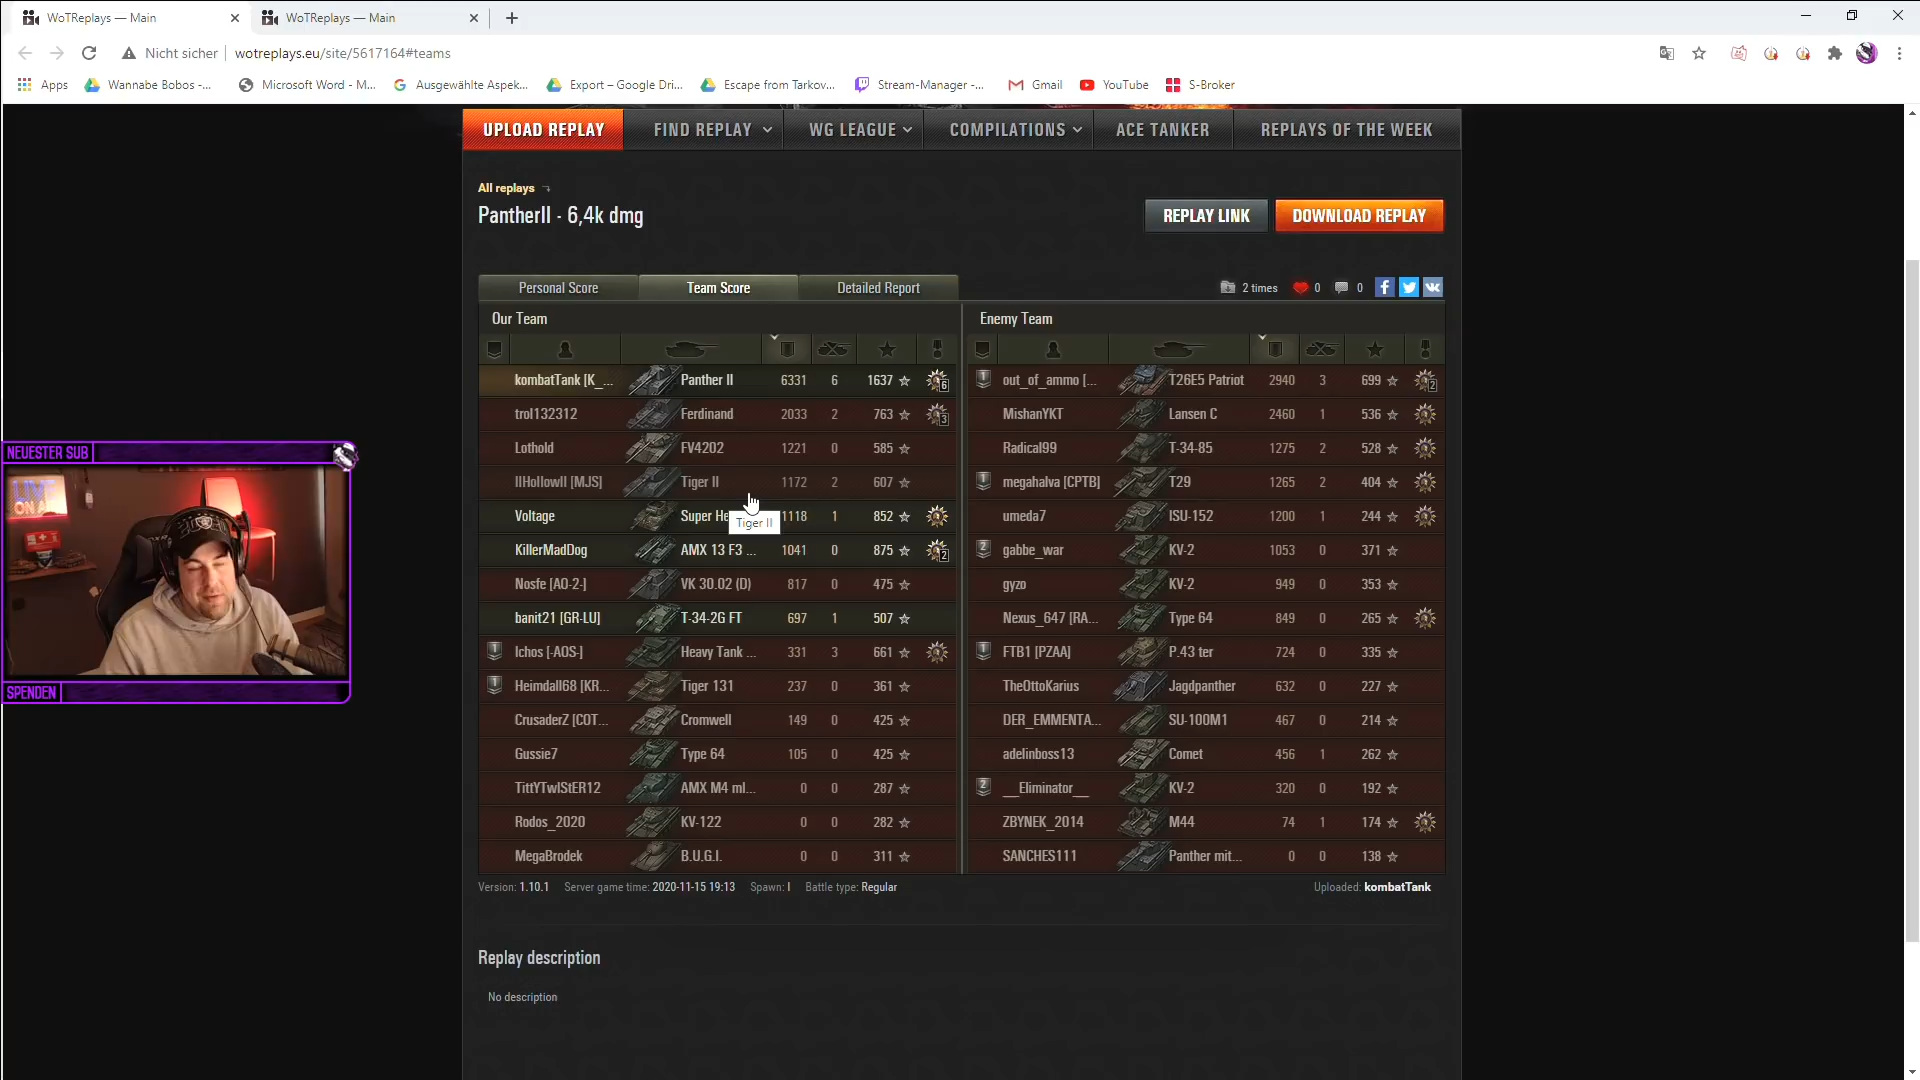 WoTReplays — Main
WoTReplays — Main
Nicht sicher
wotreplays.eu/site/5617164#teams
Apps
Wannabe Bobos -...
Microsoft Word - M...
Ausgewählte Aspek...
Export – Google Dri...
Escape from Tarkov...
Stream-Manager -...
Gmail
YouTube
S-Broker
UPLOAD REPLAY
FIND REPLAY
WG LEAGUE
COMPILATIONS
ACE TANKER
REPLAYS OF THE WEEK
All replays
PantherII - 6,4k dmg
REPLAY LINK
DOWNLOAD REPLAY
Personal Score
Team Score
Detailed Report
2 times
0
0
Our Team
Enemy Team
kombatTank [K_... Panther II 6331 6 1637 6
trol132312 Ferdinand 2033 2 763 3
Lothold FV4202 1221 0 585
IIHollowII [MJS] Tiger II 1172 2 607
Voltage Super He 1118 1 852
Tiger II
KillerMadDog AMX 13 F3 ... 1041 0 875 2
Nosfe [AO-2-] VK 30.02 (D) 817 0 475
banit21 [GR-LU] T-34-2G FT 697 1 507
1 Ichos [-AOS-] Heavy Tank ... 331 3 661
1 Heimdall68 [KR... Tiger 131 237 0 361
CrusaderZ [COT... Cromwell 149 0 425
Gussie7 Type 64 105 0 425
TittYTwIStER12 AMX M4 ml... 0 0 287
Rodos_2020 KV-122 0 0 282
MegaBrodek B.U.G.I. 0 0 311
1 out_of_ammo [... T26E5 Patriot 2940 3 699 2
MishanYKT Lansen C 2460 1 536
Radical99 T-34-85 1275 2 528
1 megahalva [CPTB] T29 1265 2 404
umeda7 ISU-152 1200 1 244
2 gabbe_war KV-2 1053 0 371
gyzo KV-2 949 0 353
Nexus_647 [RA... Type 64 849 0 265
1 FTB1 [PZAA] P.43 ter 724 0 335
TheOttoKarius Jagdpanther 632 0 227
DER_EMMENTA... SU-100M1 467 0 214
adelinboss13 Comet 456 1 262
2 __Eliminator__ KV-2 320 0 192
ZBYNEK_2014 M44 74 1 174
SANCHES111 Panther mit... 0 0 138
Version: 1.10.1 Server game time: 2020-11-15 19:13 Spawn: I Battle type: Regular
Uploaded: kombatTank
Replay description
No description
NEUESTER SUB
LIVE
ON A
SPENDEN